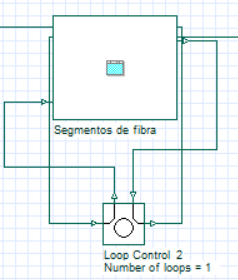 Segmentos de fibra
Loop Control 2
Number of loops = 1